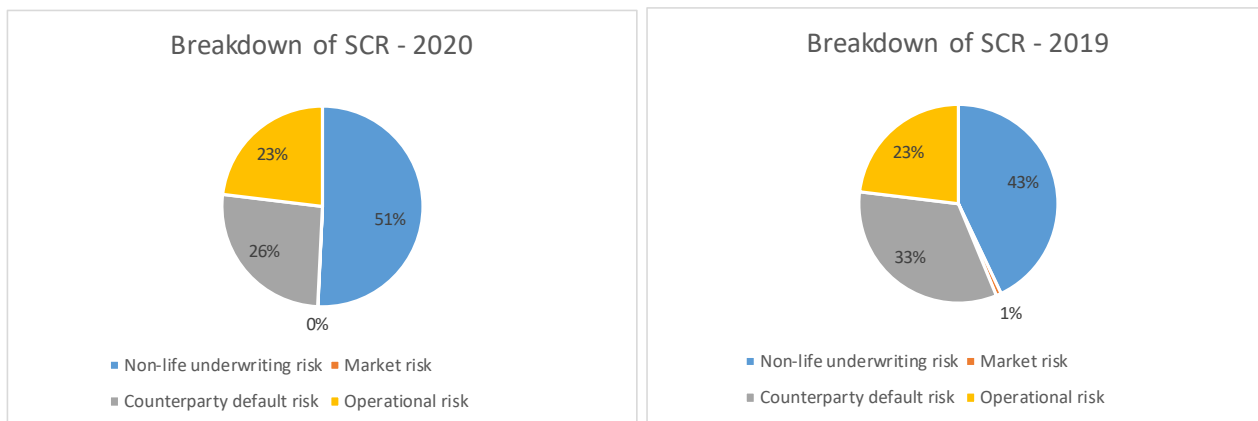 Breakdown of SCR - 2020
23%
51%
26%
0%
Non-life underwriting risk Market risk
Counterparty default risk Operational risk
Breakdown of SCR - 2019
23%
43%
33%
1%
Non-life underwriting risk Market risk
Counterparty default risk Operational risk